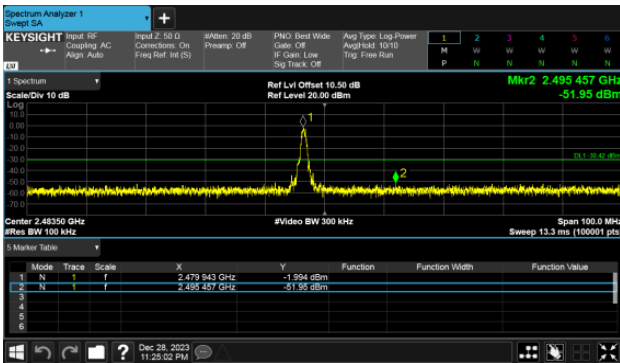 Spectrum Analyzer 1
Swept SA
+
KEYSIGHT
Input: RF
Coupling: AC
Align: Auto
Input Z: 50 Ω
Corrections: On
Freq Ref: Int (S)
#Atten: 20 dB
Preamp: Off
PNO: Best Wide
Gate: Off
IF Gain: Low
Sig Track: Off
Avg Type: Log-Power
Avg|Hold: 10/10
Trig: Free Run
1 2 3 4 5 6
M W W W W W
P N N N N N
LXI
1 Spectrum
Scale/Div 10 dB
Ref Lvl Offset 10.50 dB
Ref Level 20.00 dBm
Mkr2 2.495 457 GHz
-51.95 dBm
Log
10.0
0.00
-10.0
-20.0
-30.0
-40.0
-50.0
-60.0
-70.0
1
DL1 -30.42 dBm
2
Center 2.48350 GHz
#Video BW 300 kHz
Span 100.0 MHz
#Res BW 100 kHz
Sweep 13.3 ms (100001 pts)
5 Marker Table
Mode Trace Scale X Y Function Function Width Function Value
1 N 1 f 2.479 943 GHz -1.994 dBm
2 N 1 f 2.495 457 GHz -51.95 dBm
3
4
5
6
?
Dec 28, 2023
11:25:02 PM